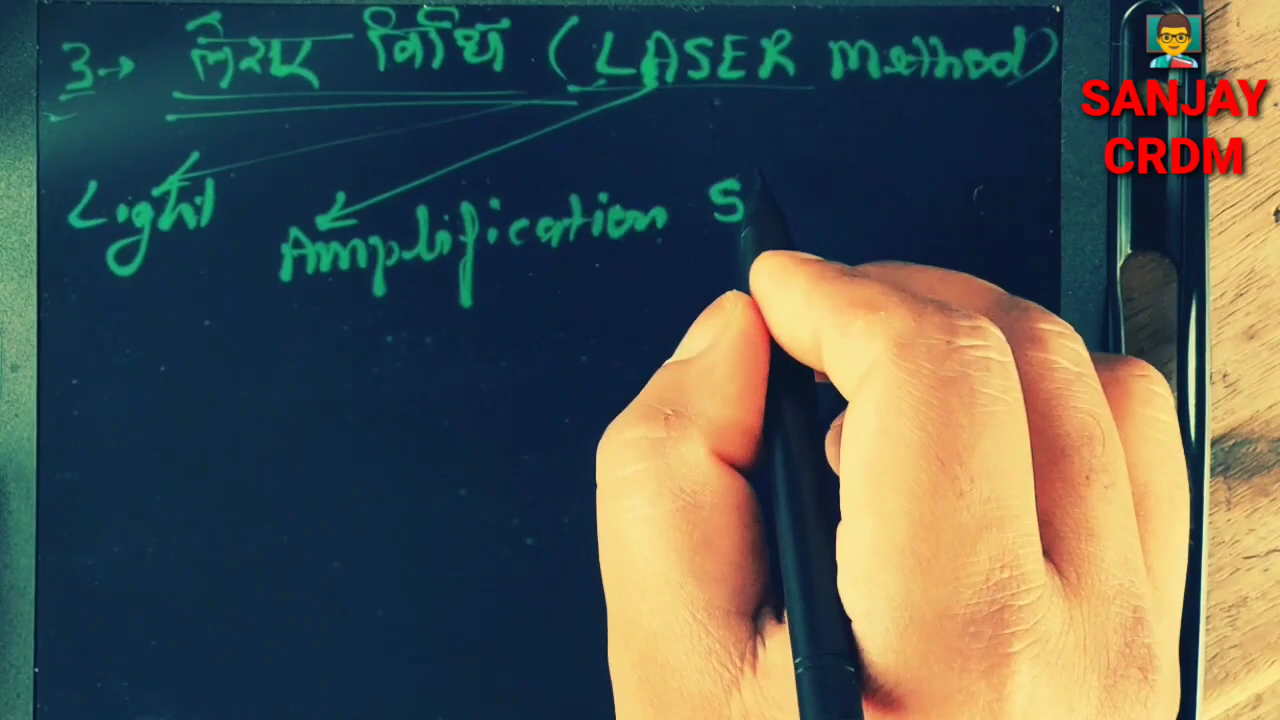 3→ लेसर विधि (LASER Method)
Light Amplification S
SANJAY
CRDM